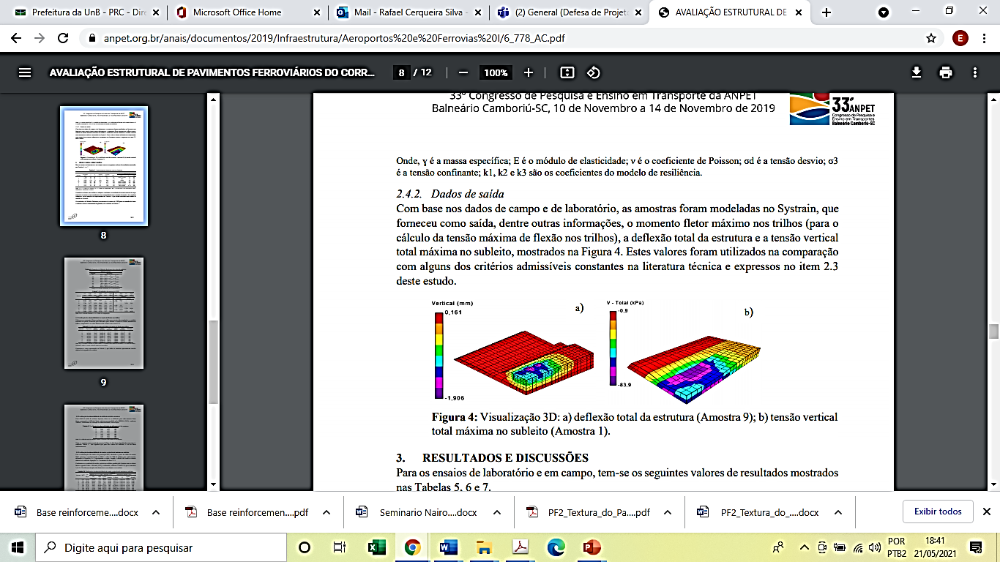 Prefeitura da UnB - PRC - Dire
Microsoft Office Home
Mail - Rafael Cerqueira Silva -
(2) General (Defesa de Projeto
AVALIAÇÃO ESTRUTURAL DE
anpet.org.br/anais/documentos/2019/Infraestrutura/Aeroportos%20e%20Ferrovias%20I/6_778_AC.pdf
E
AVALIAÇÃO ESTRUTURAL DE PAVIMENTOS FERROVIÁRIOS DO CORR...
8 / 12
100%
8
9
33º Congresso de Pesquisa e Ensino em Transporte da ANPET
Balneário Camboriú-SC, 10 de Novembro a 14 de Novembro de 2019
33º ANPET
Congresso de Pesquisa e
Ensino em Transportes
Balneário Camboriú-SC
Onde, γ é a massa específica; E é o módulo de elasticidade; ν é o coeficiente de Poisson; σd é a tensão desvio; σ3
é a tensão confinante; k1, k2 e k3 são os coeficientes do modelo de resiliência.
2.4.2. Dados de saída
Com base nos dados de campo e de laboratório, as amostras foram modeladas no Systrain, que
forneceu como saída, dentre outras informações, o momento fletor máximo nos trilhos (para o
cálculo da tensão máxima de flexão nos trilhos), a deflexão total da estrutura e a tensão vertical
total máxima no subleito, mostrados na Figura 4. Estes valores foram utilizados na comparação
com alguns dos critérios admissíveis constantes na literatura técnica e expressos no item 2.3
deste estudo.
Vertical (mm)
0,161
-1,906
a)
V - Total (kPa)
-0,9
-83,9
b)
Figura 4: Visualização 3D: a) deflexão total da estrutura (Amostra 9); b) tensão vertical
total máxima no subleito (Amostra 1).
3. RESULTADOS E DISCUSSÕES
Para os ensaios de laboratório e em campo, tem-se os seguintes valores de resultados mostrados
nas Tabelas 5, 6 e 7.
Base reinforceme....docx
Base reinforcemen....pdf
Seminario Nairo....docx
PF2_Textura_do_Pa....pdf
PF2_Textura_do_....docx
Exibir todos
Digite aqui para pesquisar
POR
PTB2
18:41
21/05/2021